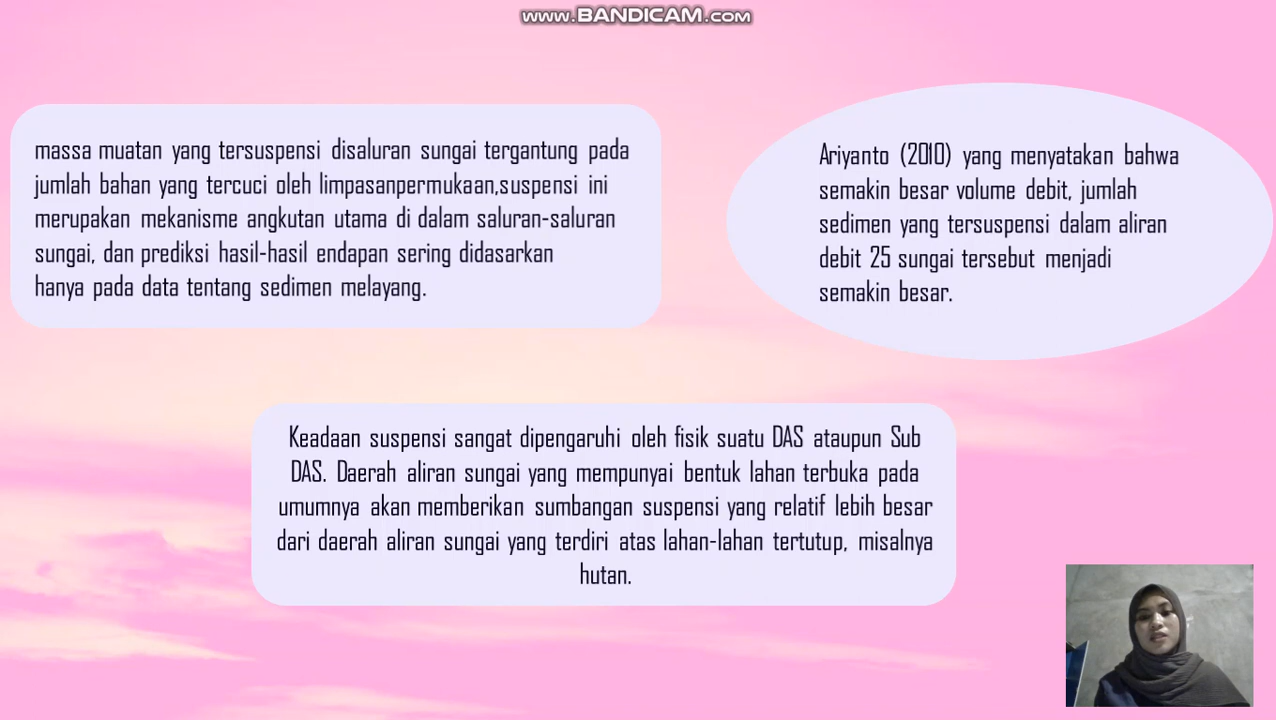 www.BANDICAM.com
massa muatan yang tersuspensi disaluran sungai tergantung pada
jumlah bahan yang tercuci oleh limpasanpermukaan,suspensi ini
merupakan mekanisme angkutan utama di dalam saluran-saluran
sungai, dan prediksi hasil-hasil endapan sering didasarkan
hanya pada data tentang sedimen melayang.
Ariyanto (2010) yang menyatakan bahwa
semakin besar volume debit, jumlah
sedimen yang tersuspensi dalam aliran
debit 25 sungai tersebut menjadi
semakin besar.
Keadaan suspensi sangat dipengaruhi oleh fisik suatu DAS ataupun Sub
DAS. Daerah aliran sungai yang mempunyai bentuk lahan terbuka pada
umumnya akan memberikan sumbangan suspensi yang relatif lebih besar
dari daerah aliran sungai yang terdiri atas lahan-lahan tertutup, misalnya
hutan.